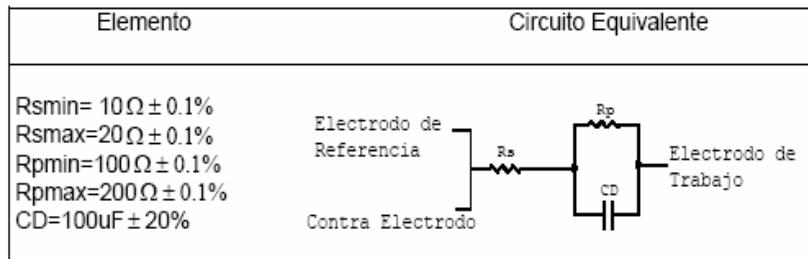 Elemento
Circuito Equivalente
Rsmin= 10Ω ± 0.1%
Rsmax=20Ω ± 0.1%
Rpmin=100Ω ± 0.1%
Rpmax=200Ω ± 0.1%
CD=100uF ± 20%
Electrodo de
Referencia
Contra Electrodo
Rs
Rp
CD
Electrodo de
Trabajo